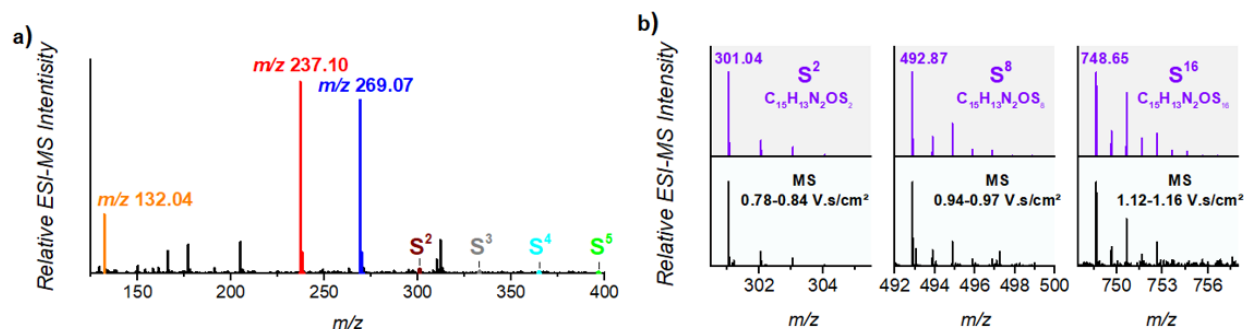 a)
Relative ESI-MS Intensitity
m/z 237.10
m/z 269.07
m/z 132.04
S²
S³
S⁴
S⁵
150
200
250
300
350
400
m/z
b)
Relative ESI-MS Intensity
301.04
S²
C₁₅H₁₃N₂OS₂
MS
0.78-0.84 V.s/cm²
302
304
m/z
492.87
S⁸
C₁₅H₁₃N₂OS₈
MS
0.94-0.97 V.s/cm²
492
494
496
498
500
m/z
748.65
S¹⁶
C₁₅H₁₃N₂OS₁₆
MS
1.12-1.16 V.s/cm²
750
753
756
m/z